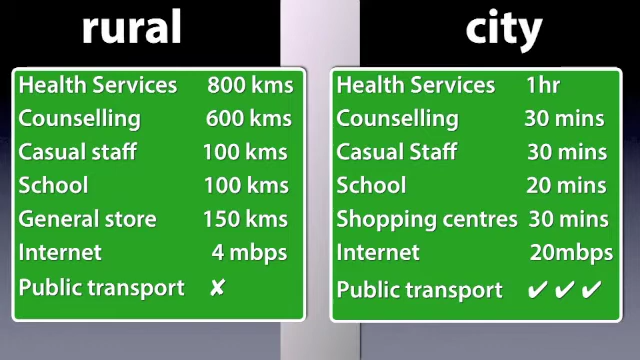 rural
Health Services 800 kms
Counselling 600 kms
Casual staff 100 kms
School 100 kms
General store 150 kms
Internet 4 mbps
Public transport ✘
city
Health Services 1hr
Counselling 30 mins
Casual Staff 30 mins
School 20 mins
Shopping centres 30 mins
Internet 20mbps
Public transport ✔ ✔ ✔